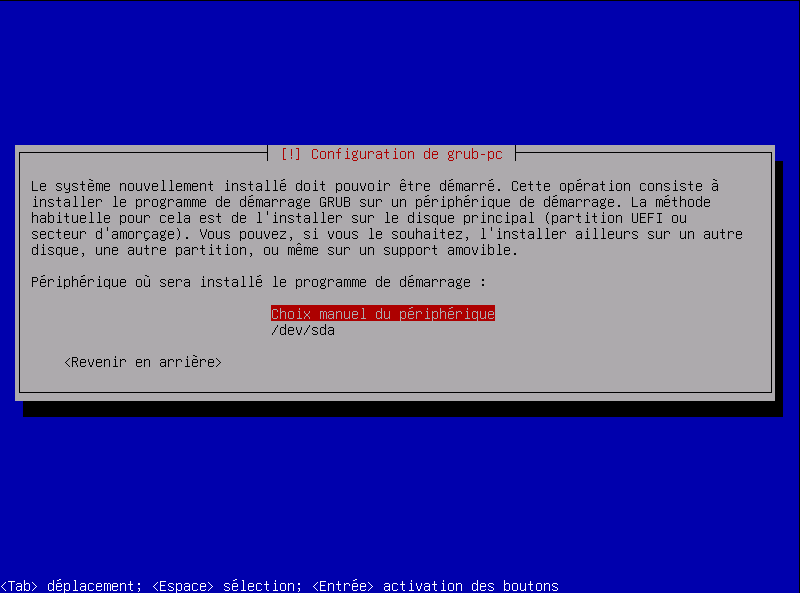 [!] Configuration de grub-pc
Le système nouvellement installé doit pouvoir être démarré. Cette opération consiste à
installer le programme de démarrage GRUB sur un périphérique de démarrage. La méthode
habituelle pour cela est de l'installer sur le disque principal (partition UEFI ou
secteur d'amorçage). Vous pouvez, si vous le souhaitez, l'installer ailleurs sur un autre
disque, une autre partition, ou même sur un support amovible.
Périphérique où sera installé le programme de démarrage :
Choix manuel du périphérique
/dev/sda
<Revenir en arrière>
<Tab> déplacement; <Espace> sélection; <Entrée> activation des boutons